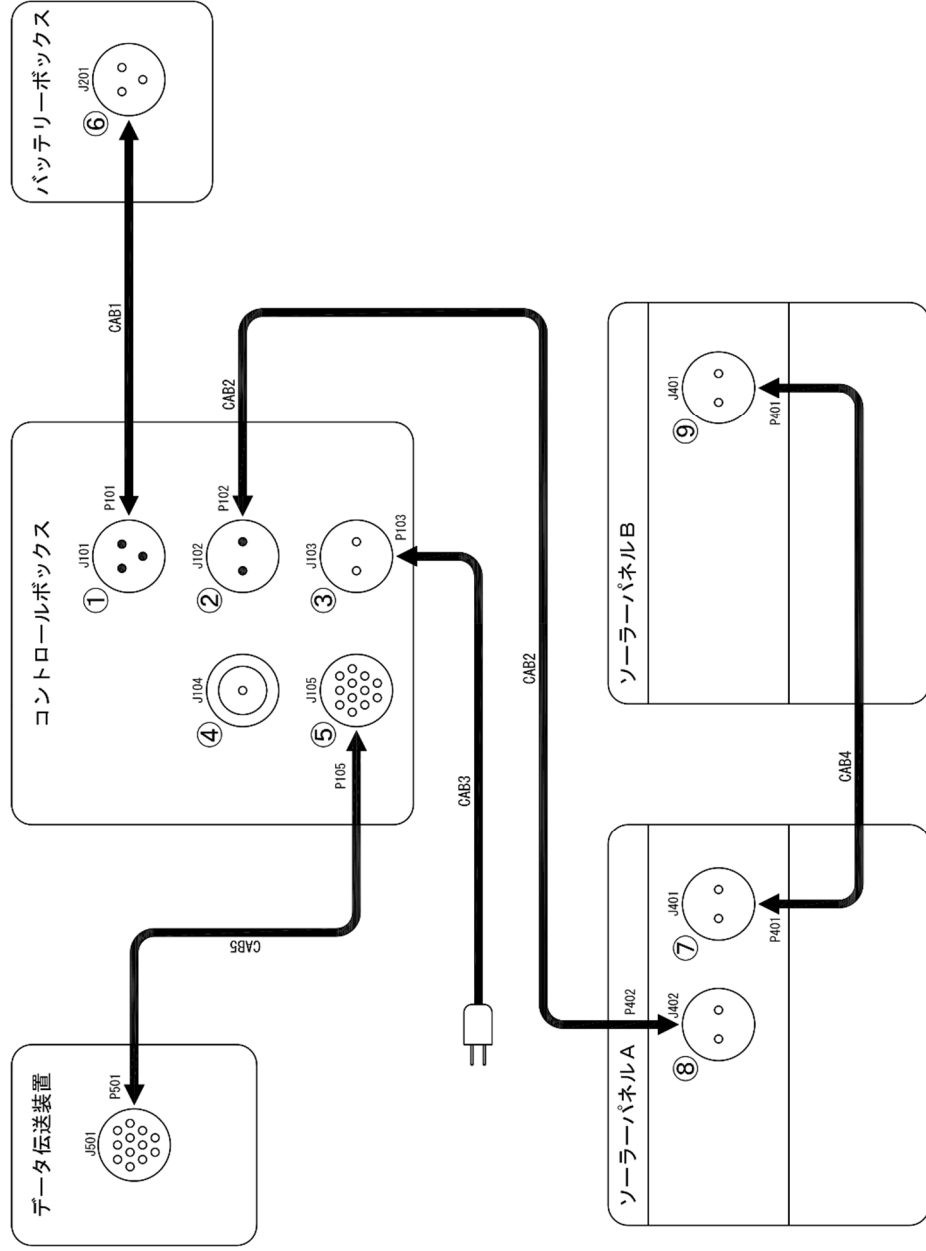 データ伝送装置
J501
P501
CAB5
コントロールボックス
J101
①
P101
J102
②
P102
J103
③
P103
J104
④
J105
⑤
P105
CAB1
バッテリーボックス
J201
⑥
CAB2
CAB3
CAB2
ソーラーパネルA
P402
J402
⑧
J401
⑦
P401
CAB4
ソーラーパネルB
J401
⑨
P401